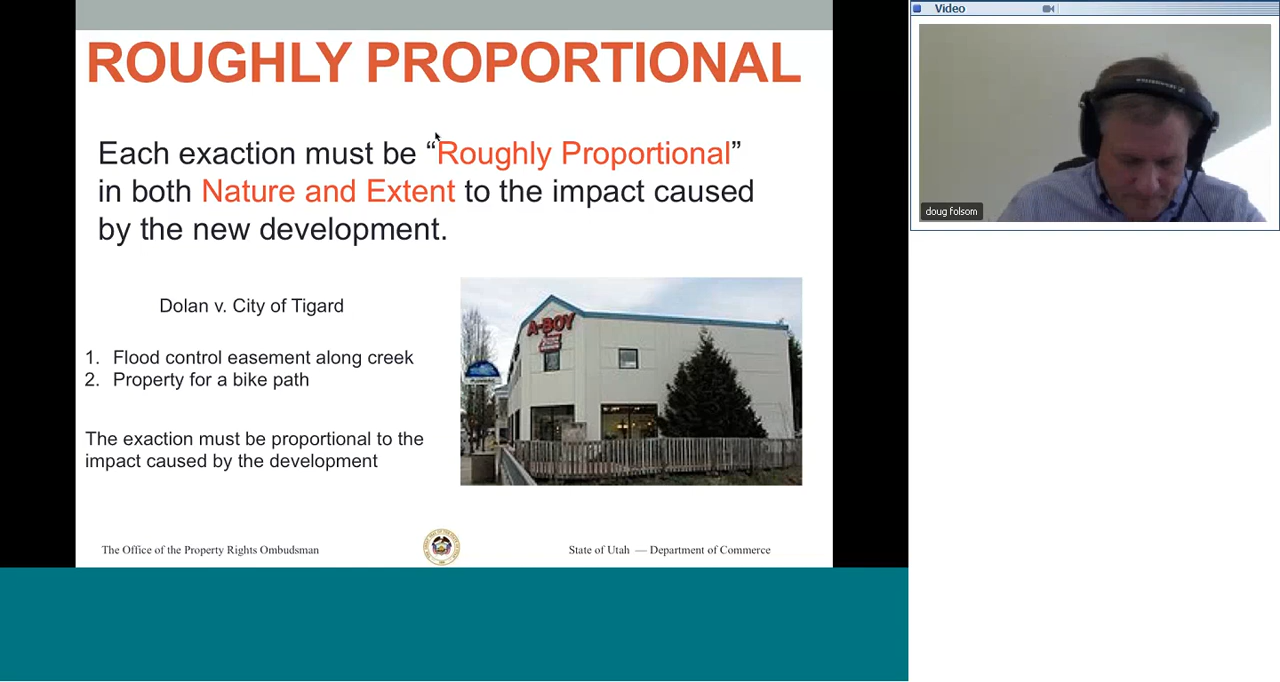 ROUGHLY PROPORTIONAL
Each exaction must be “Roughly Proportional”
in both Nature and Extent to the impact caused
by the new development.
Dolan v. City of Tigard
1. Flood control easement along creek
2. Property for a bike path
The exaction must be proportional to the
impact caused by the development
A-BOY
The Office of the Property Rights Ombudsman
State of Utah — Department of Commerce
Video
doug folsom